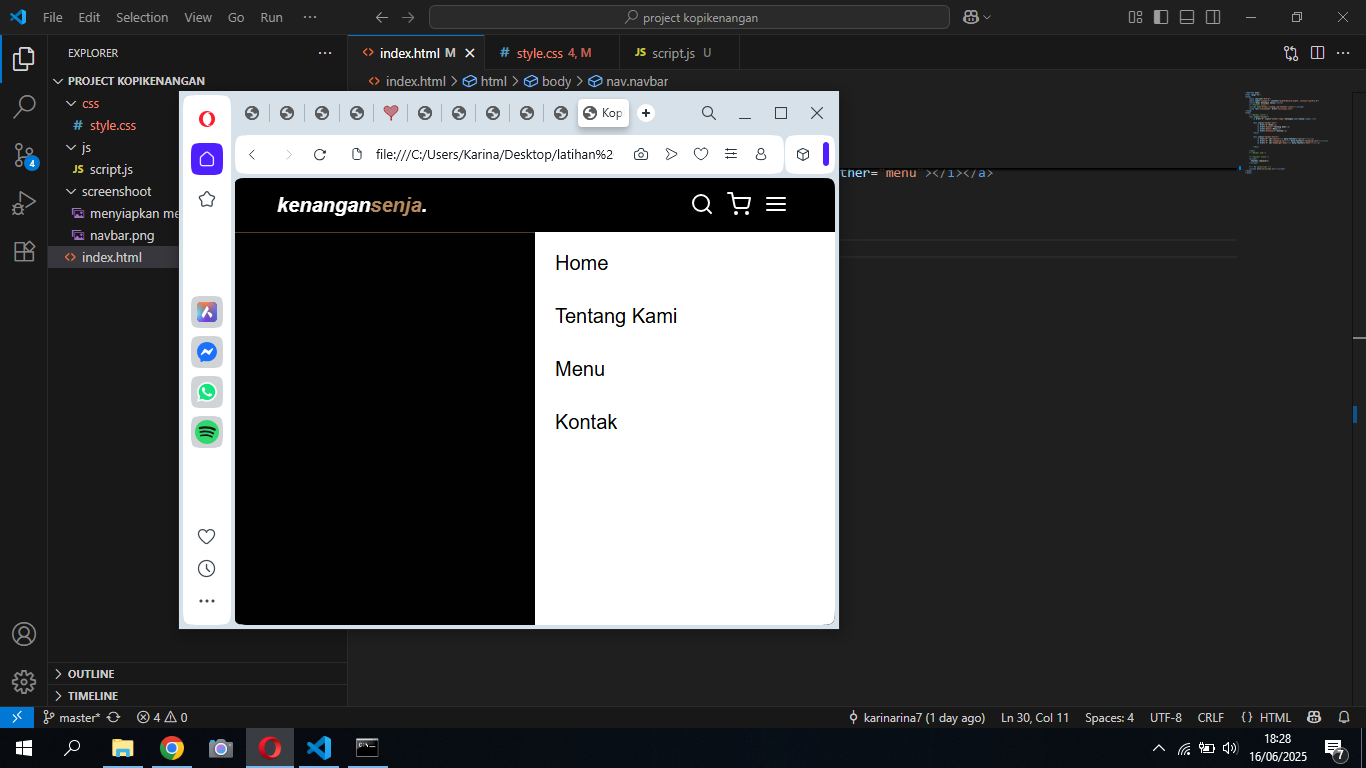 File Edit Selection View Go Run ··· project kopikenangan
EXPLORER ···
index.html M
style.css 4, M
script.js U
PROJECT KOPIKENANGAN
index.html > html > body > nav.navbar
css
style.css
js
script.js
screenshoot
menyiapkan me
navbar.png
index.html
Kop
file:///C:/Users/Karina/Desktop/latihan%2
ther="menu"></i></a>
kenangansenja.
Home
Tentang Kami
Menu
Kontak
OUTLINE
TIMELINE
master* 4 0 karinarina7 (1 day ago) Ln 30, Col 11 Spaces: 4 UTF-8 CRLF {} HTML
4
18:28
16/06/2025
7